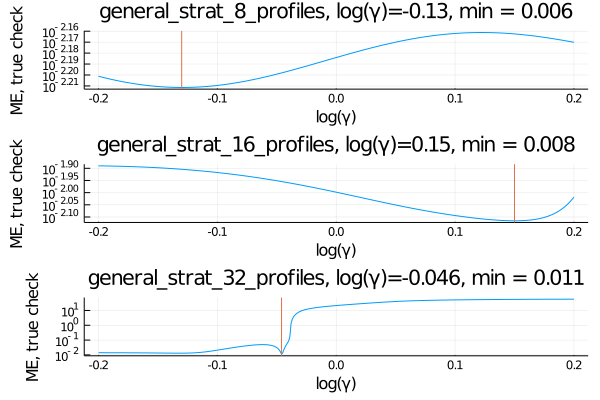 general_strat_8_profiles, log(γ)=-0.13, min = 0.006
ME, true check
10^-2.16
10^-2.17
10^-2.18
10^-2.19
10^-2.20
10^-2.21
-0.2 -0.1 0.0 0.1 0.2
log(γ)
general_strat_16_profiles, log(γ)=0.15, min = 0.008
ME, true check
10^-1.90
10^-1.95
10^-2.00
10^-2.05
10^-2.10
-0.2 -0.1 0.0 0.1 0.2
log(γ)
general_strat_32_profiles, log(γ)=-0.046, min = 0.011
ME, true check
10^1
10^0
10^-1
10^-2
-0.2 -0.1 0.0 0.1 0.2
log(γ)